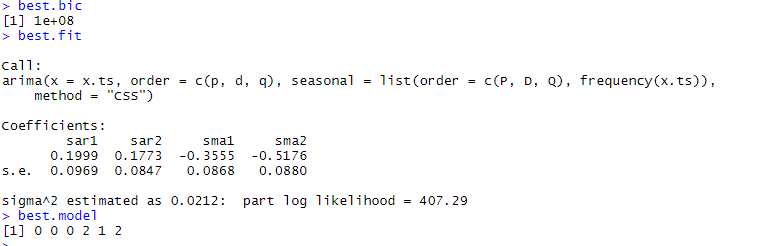 > best.bic
[1] 1e+08
> best.fit
Call:
arima(x = x.ts, order = c(p, d, q), seasonal = list(order = c(P, D, Q), frequency(x.ts)),
    method = "CSS")
Coefficients:
         sar1    sar2     sma1     sma2
      0.1999  0.1773  -0.3555  -0.5176
s.e.  0.0969  0.0847   0.0868   0.0880
sigma^2 estimated as 0.0212:  part log likelihood = 407.29
> best.model
[1] 0 0 0 2 1 2
>